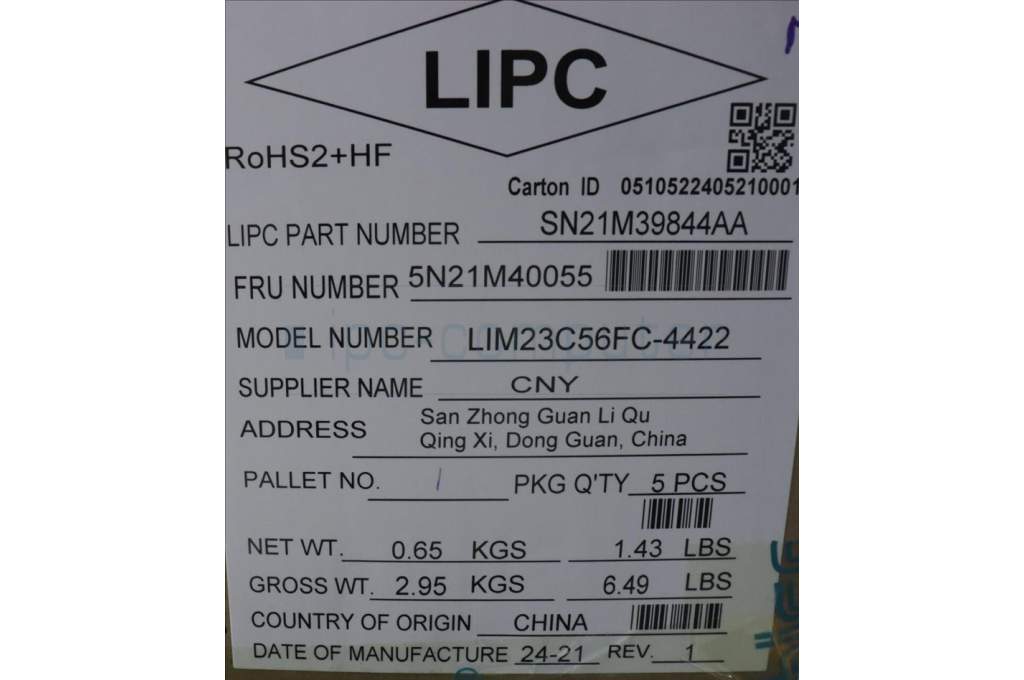 LIPC
RoHS2+HF
Carton ID 0510522405210001
LIPC PART NUMBER SN21M39844AA
FRU NUMBER 5N21M40055
MODEL NUMBER LIM23C56FC-4422
ipc-computer
SUPPLIER NAME CNY
ADDRESS San Zhong Guan Li Qu
Qing Xi, Dong Guan, China
PALLET NO. 1 PKG Q'TY 5 PCS
NET WT. 0.65 KGS 1.43 LBS
GROSS WT. 2.95 KGS 6.49 LBS
COUNTRY OF ORIGIN CHINA
DATE OF MANUFACTURE 24-21 REV. 1